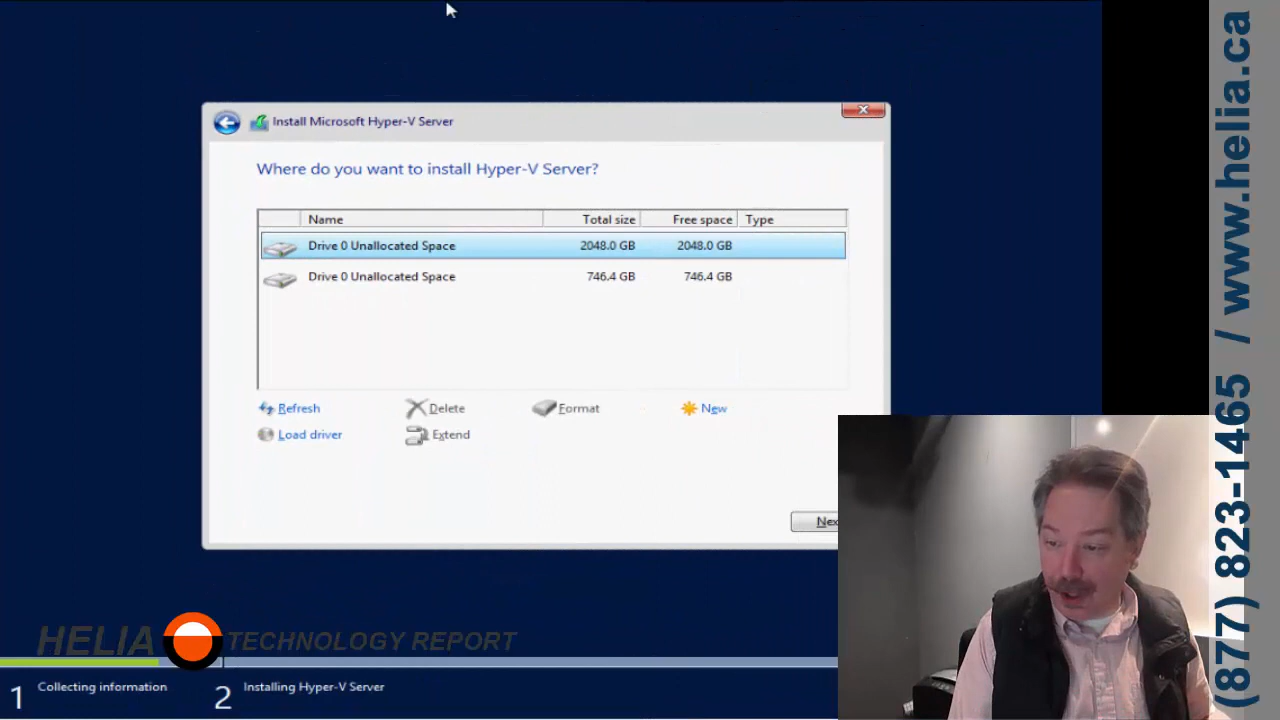 Install Microsoft Hyper-V Server
Where do you want to install Hyper-V Server?
Name Total size Free space Type
Drive 0 Unallocated Space 2048.0 GB 2048.0 GB
Drive 0 Unallocated Space 746.4 GB 746.4 GB
Refresh Delete Format New
Load driver Extend
Nex
HELIA TECHNOLOGY REPORT
1 Collecting information 2 Installing Hyper-V Server
(877) 823-1465 / www.helia.ca